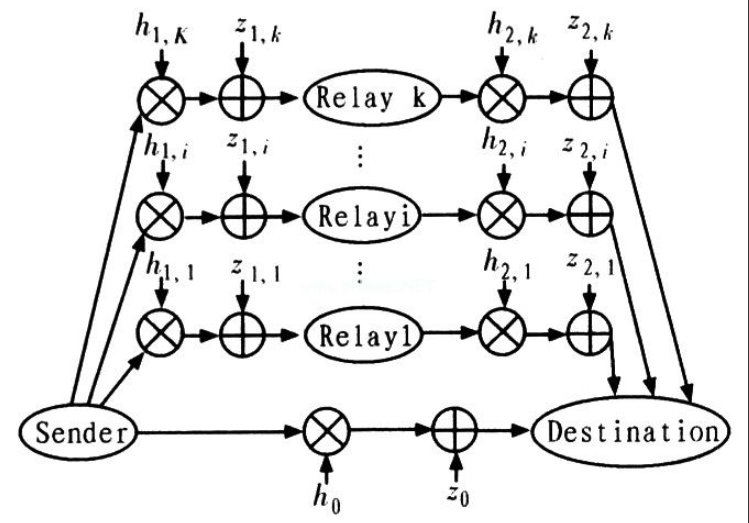 h1,K z1,k h2,k z2,k
Relay k
h1,i z1,i h2,i z2,i
Relayi
h1,1 z1,1 h2,1 z2,1
Relay1
Sender Destination
h0 z0